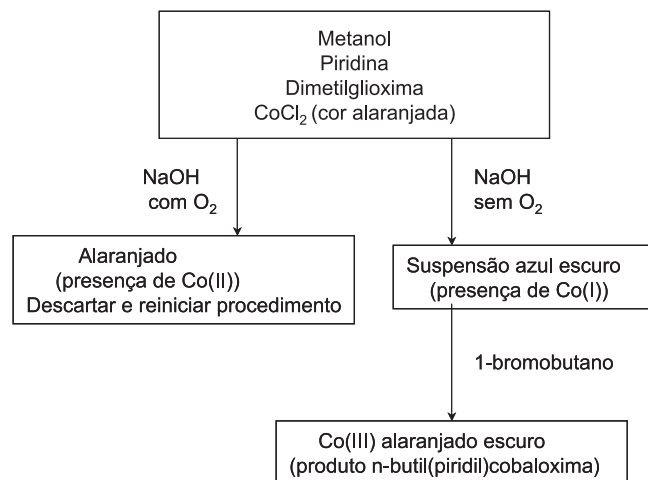 Metanol
Piridina
Dimetilglioxima
CoCl2 (cor alaranjada)
NaOH
com O2
NaOH
sem O2
Alaranjado
(presença de Co(II))
Descartar e reiniciar procedimento
Suspensão azul escuro
(presença de Co(I))
1-bromobutano
Co(III) alaranjado escuro
(produto n-butil(piridil)cobaloxima)